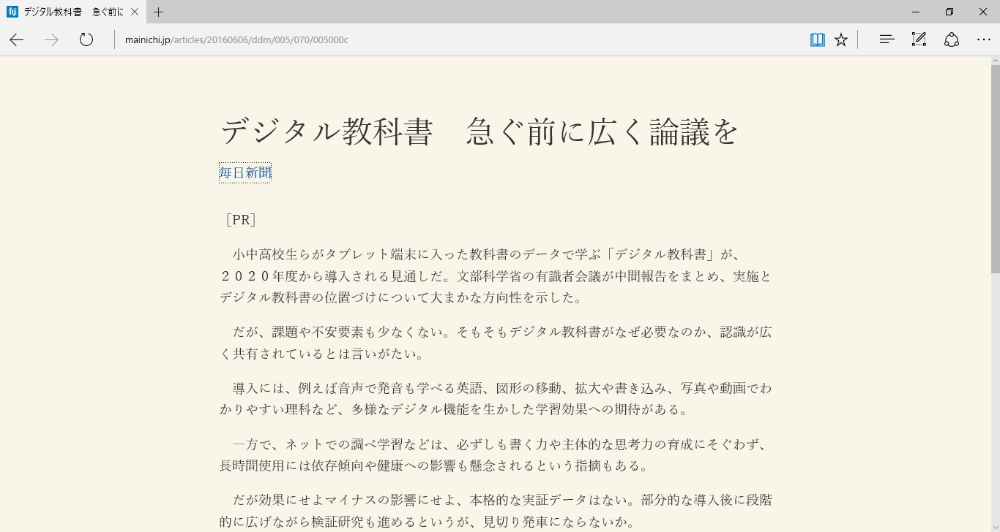 毎 デジタル教科書　急ぐ前に
mainichi.jp/articles/20160606/ddm/005/070/005000c
デジタル教科書　急ぐ前に広く論議を
毎日新聞
［PR］
　小中高校生らがタブレット端末に入った教科書のデータで学ぶ「デジタル教科書」が、
２０２０年度から導入される見通しだ。文部科学省の有識者会議が中間報告をまとめ、実施と
デジタル教科書の位置づけについて大まかな方向性を示した。
　だが、課題や不安要素も少なくない。そもそもデジタル教科書がなぜ必要なのか、認識が広
く共有されているとは言いがたい。
　導入には、例えば音声で発音も学べる英語、図形の移動、拡大や書き込み、写真や動画でわ
かりやすい理科など、多様なデジタル機能を生かした学習効果への期待がある。
　一方で、ネットでの調べ学習などは、必ずしも書く力や主体的な思考力の育成にそぐわず、
長時間使用には依存傾向や健康への影響も懸念されるという指摘もある。
　だが効果にせよマイナスの影響にせよ、本格的な実証データはない。部分的な導入後に段階
的に広げながら検証研究も進めるというが、見切り発車にならないか。